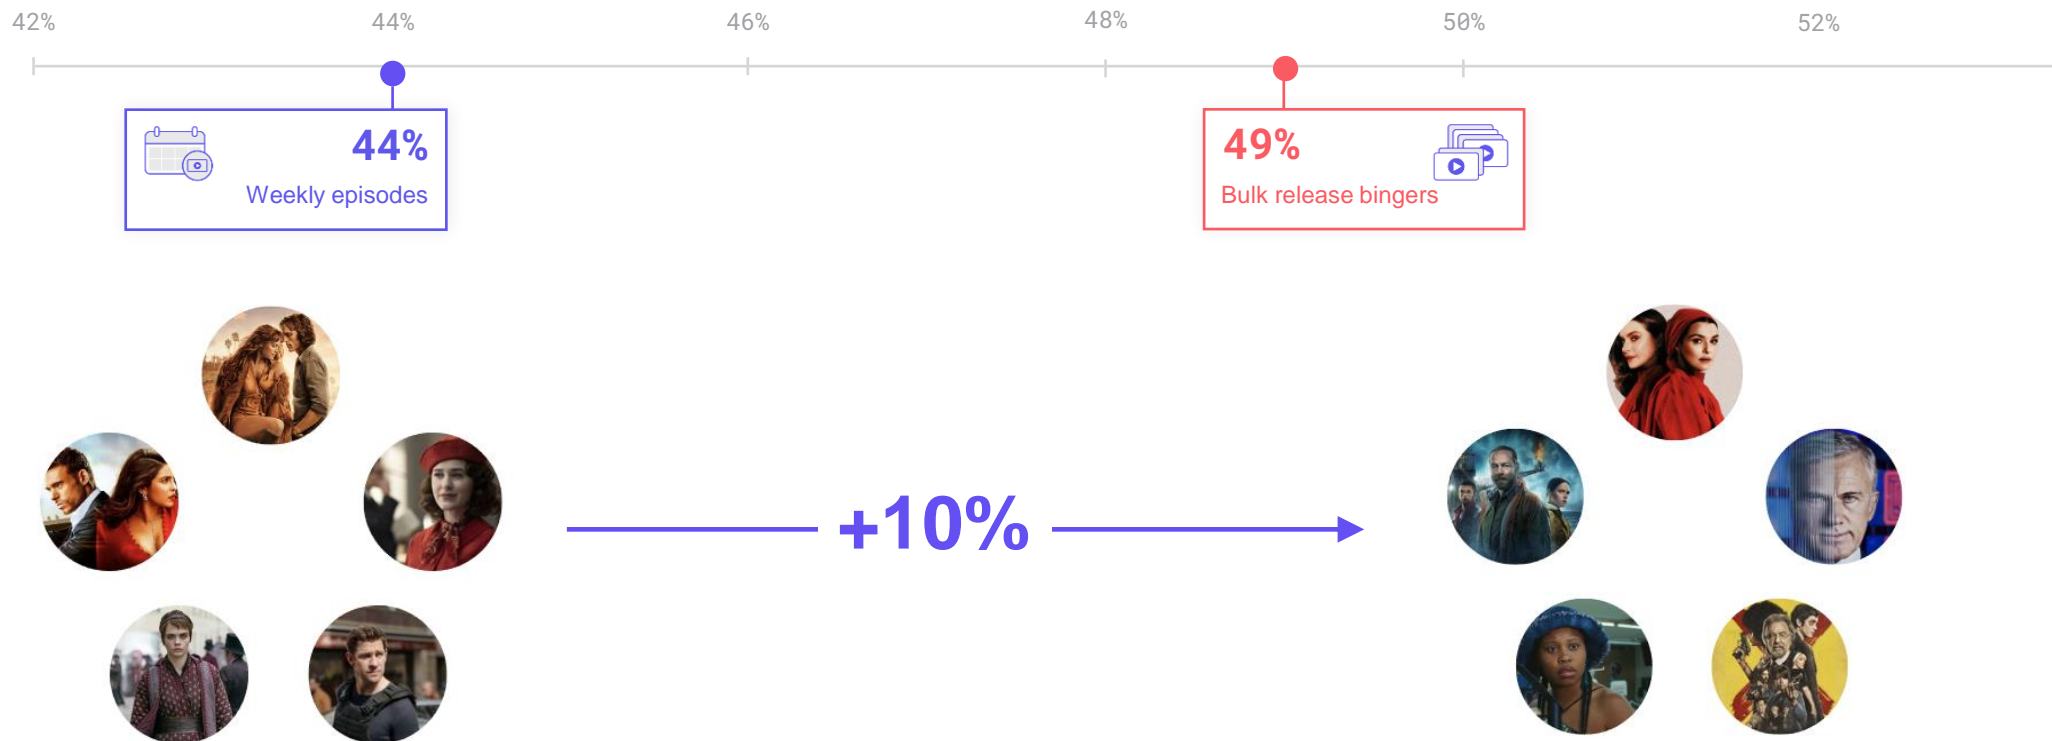 42% 44% 46% 48% 50% 52%
44%
Weekly episodes
49%
Bulk release bingers
+10%